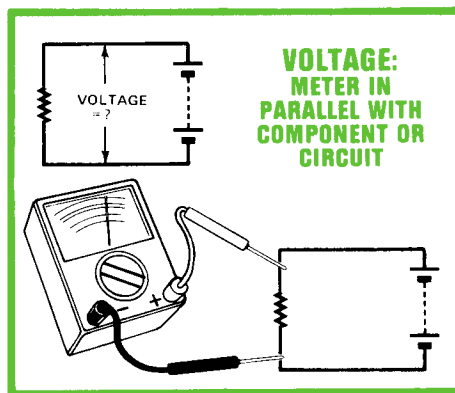 VOLTAGE:
METER IN
PARALLEL WITH
COMPONENT OR
CIRCUIT
VOLTAGE
= ?
- +